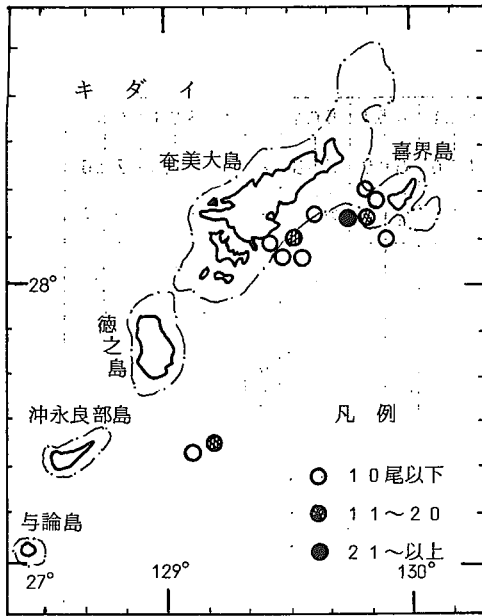 キダイ
奄美大島
喜界島
28°
徳之島
沖永良部島
凡例
10尾以下
11~20
21~以上
与論島
27°
129°
130°